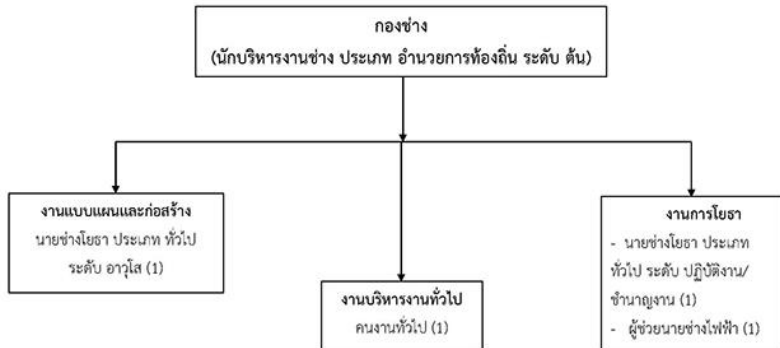 กองช่าง
(นักบริหารงานช่าง ประเภท อำนวยการท้องถิ่น ระดับ ต้น)
งานแบบแผนและก่อสร้าง
นายช่างโยธา ประเภท ทั่วไป
ระดับ อาวุโส (1)
งานบริหารงานทั่วไป
คนงานทั่วไป (1)
งานการโยธา
- นายช่างโยธา ประเภท
ทั่วไป ระดับ ปฏิบัติงาน/
ชำนาญงาน (1)
- ผู้ช่วยนายช่างไฟฟ้า (1)